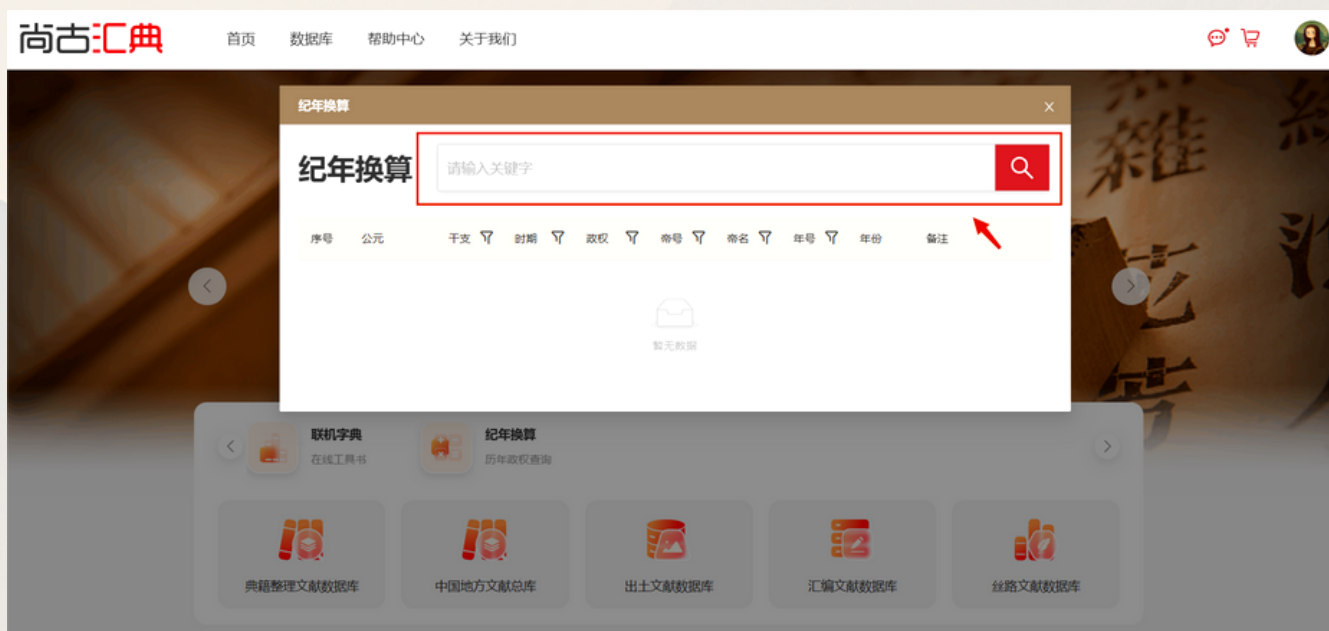 尚古汇典
首页 数据库 帮助中心 关于我们
纪年换算
纪年换算 请输入关键字
序号 公元 干支 时期 政权 帝号 帝名 年号 年份 备注
暂无数据
雜
花
芳
联机字典 纪年换算
在线工具书 历年政权查询
典籍整理文献数据库 中国地方文献总库 出土文献数据库 汇编文献数据库 丝路文献数据库